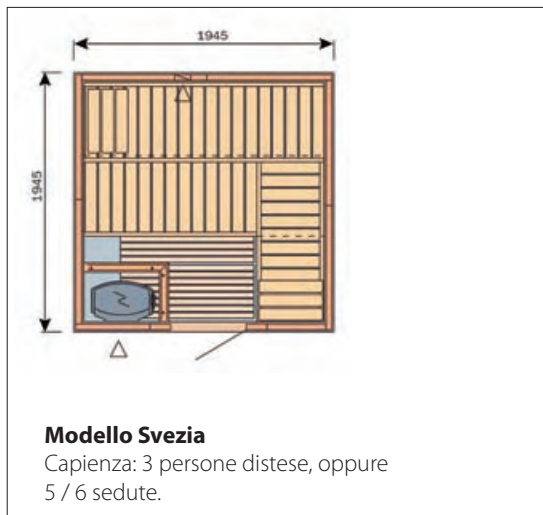 1945
1945
Modello Svezia
Capienza: 3 persone distese, oppure
5 / 6 sedute.